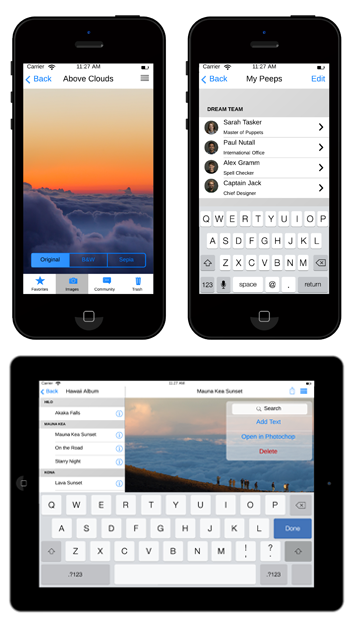 Carrier 11:27 AM
Back Above Clouds
Original B&W Sepia
Favorites Images Community Trash
Carrier 11:27 AM
Back My Peeps Edit
DREAM TEAM
Sarah Tasker
Master of Puppets
Paul Nutall
International Office
Alex Gramm
Spell Checker
Captain Jack
Chef Designer
Q W E R T Y U I O P
A S D F G H J K L
Z X C V B N M
123 space @ . return
Carrier 11:27 AM
Back Hawaii Album Mauna Kea Sunset
HILO
Akaka Falls
MAUNA KEA
Mauna Kea Sunset
On the Road
Starry Night
KONA
Lava Sunset
Search
Add Text
Open in Photochop
Delete
Q W E R T Y U I O P
A S D F G H J K L Done
Z X C V B N M ! , ? .
.?123 .?123